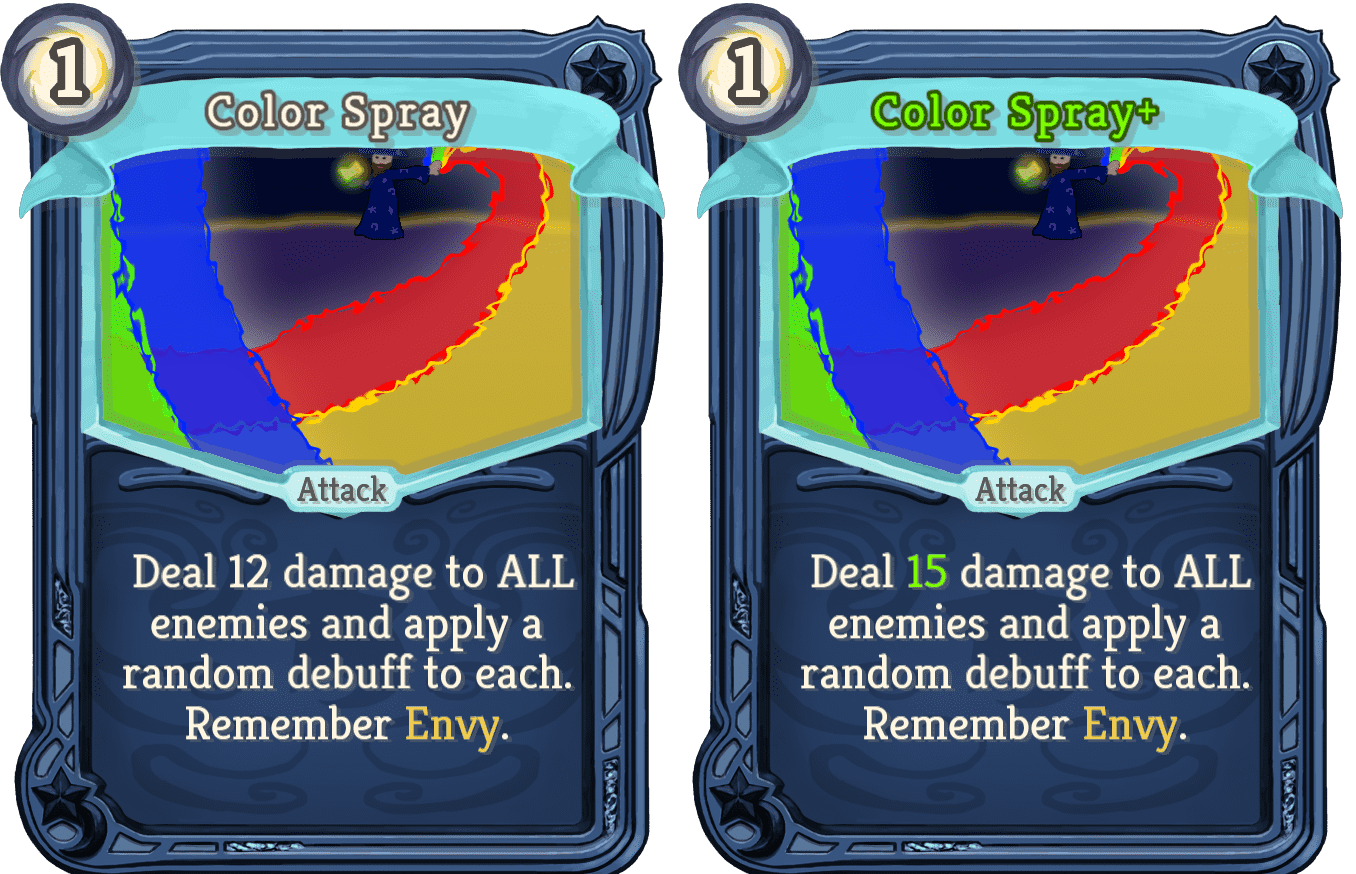 1
Color Spray
Attack
Deal 12 damage to ALL
enemies and apply a
random debuff to each.
Remember Envy.
1
Color Spray+
Attack
Deal 15 damage to ALL
enemies and apply a
random debuff to each.
Remember Envy.